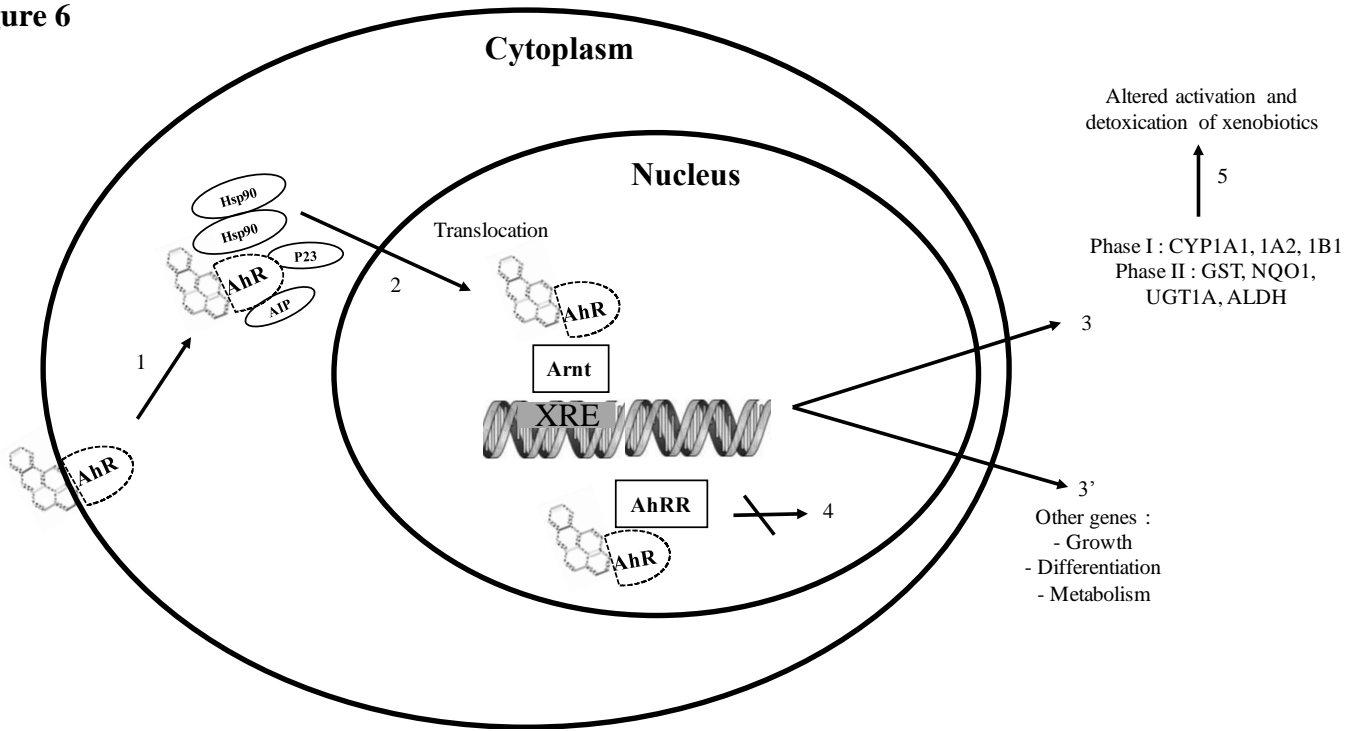 ure 6
Cytoplasm
Nucleus
Hsp90
Hsp90
P23
AhR
AIP
1
AhR
Translocation
2
AhR
Arnt
XRE
AhRR
AhR
4
Altered activation and
detoxication of xenobiotics
5
Phase I : CYP1A1, 1A2, 1B1
Phase II : GST, NQO1,
UGT1A, ALDH
3
3’
Other genes :
- Growth
- Differentiation
- Metabolism